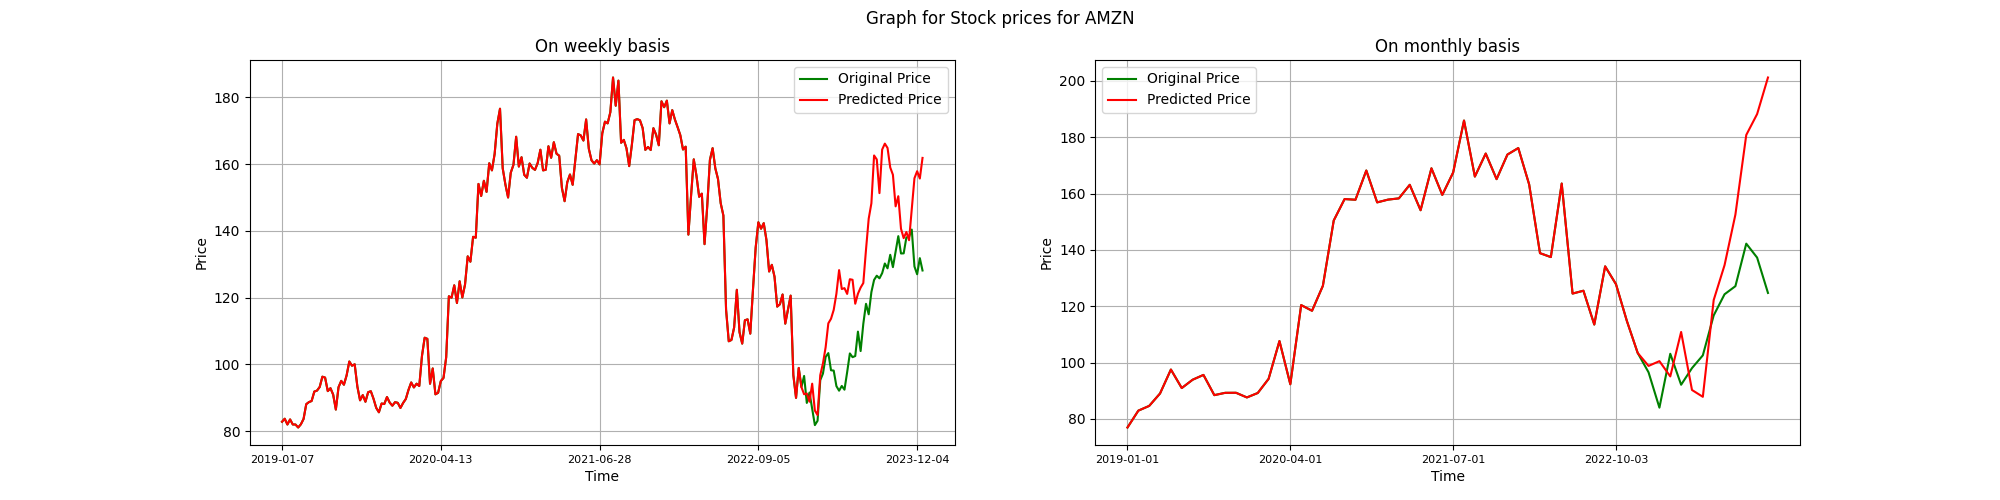 Graph for Stock prices for AMZN
On weekly basis
Original Price
Predicted Price
180
160
140
120
100
80
Price
2019-01-07
2020-04-13
2021-06-28
2022-09-05
2023-12-04
Time
On monthly basis
Original Price
Predicted Price
200
180
160
140
120
100
80
Price
2019-01-01
2020-04-01
2021-07-01
2022-10-03
Time